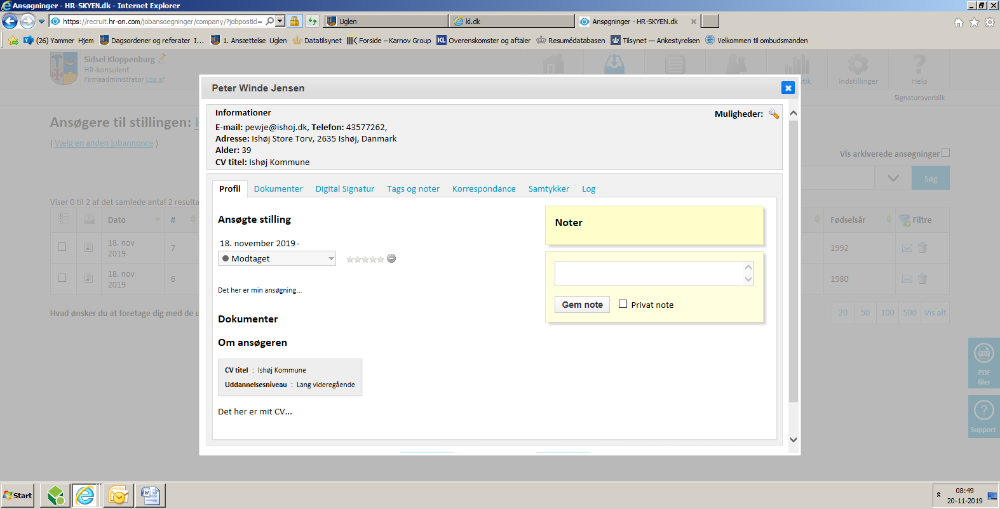 Ansøgninger - HR-SKYEN.dk - Internet Explorer
https://recruit.hr-on.com/jobansoegninger/company/?jobpostid=
Uglen
kl.dk
Ansøgninger - HR-SKYEN.dk
(26) Yammer
Hjem
Dagsordener og referater I...
1. Ansættelse Uglen
Datatilsynet
Forside – Karnov Group
KL Overenskomster og aftaler
Resumédatabasen
Tilsynet — Ankestyrelsen
Velkommen til ombudsmanden
Sidsel Kloppenburg
HR-konsulent
Firmaadministrator Log af
tik
Indstillinger
Help
Signaturoverblik
Ansøgere til stillingen:
( Vælg en anden jobannonce )
Vis arkiverede ansøgninger
Søg
Viser 0 til 2 af det samlede antal 2 resulta
Dato
#
Fødselsår
Filtre
18. nov 2019
7
1992
18. nov 2019
6
1980
Hvad ønsker du at foretage dig med de u
20
50
100
500
Vis alt
PDF
PDF filer
Support
Peter Winde Jensen
Informationer
Muligheder:
E-mail: pewje@ishoj.dk, Telefon: 43577262,
Adresse: Ishøj Store Torv, 2635 Ishøj, Danmark
Alder: 39
CV titel: Ishøj Kommune
Profil
Dokumenter
Digital Signatur
Tags og noter
Korrespondance
Samtykker
Log
Ansøgte stilling
18. november 2019 -
Modtaget
Det her er min ansøgning...
Dokumenter
Om ansøgeren
CV titel : Ishøj Kommune
Uddannelsesniveau : Lang videregående
Det her er mit CV...
Noter
Gem note
Privat note
Start
08:49
20-11-2019